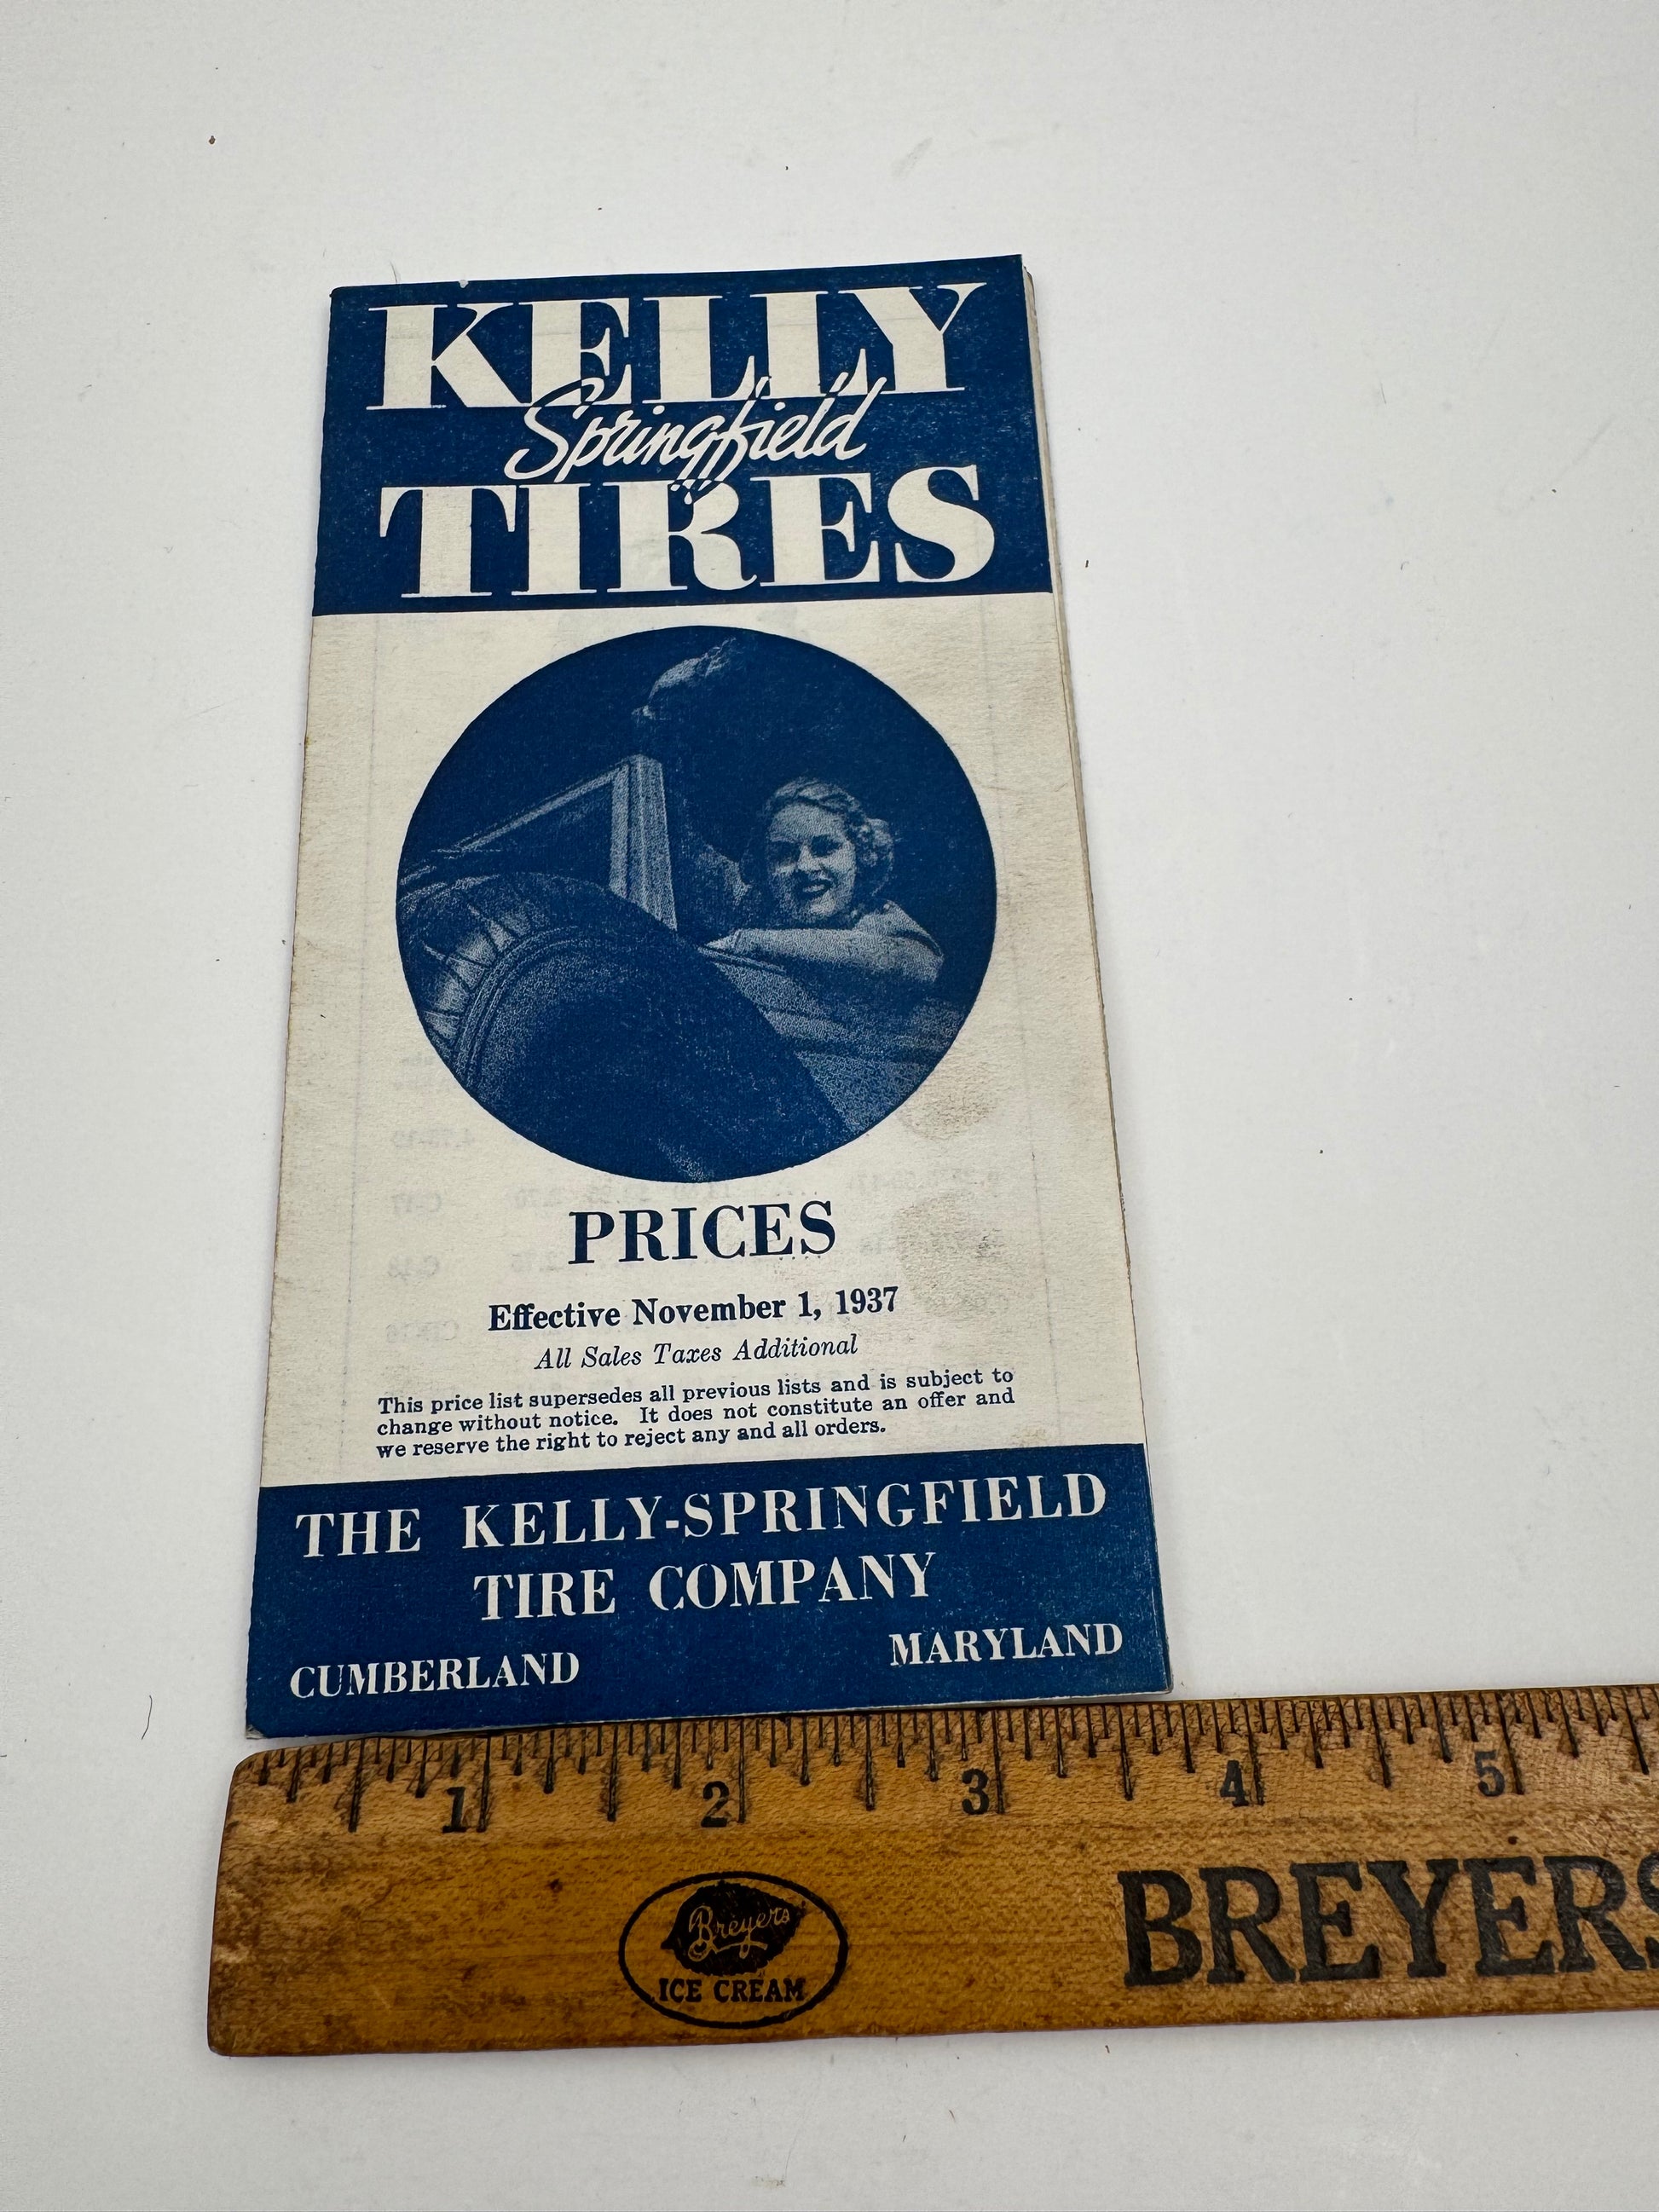 KELLY
Springfield
TIRES
PRICES
Effective November 1, 1937
All Sales Taxes Additional
This price list supersedes all previous lists and is subject to
change without notice. It does not constitute an offer and
we reserve the right to reject any and all orders.
THE KELLY-SPRINGFIELD
TIRE COMPANY
CUMBERLAND MARYLAND
1 2 3 4 5
Breyers
ICE CREAM
BREYERS